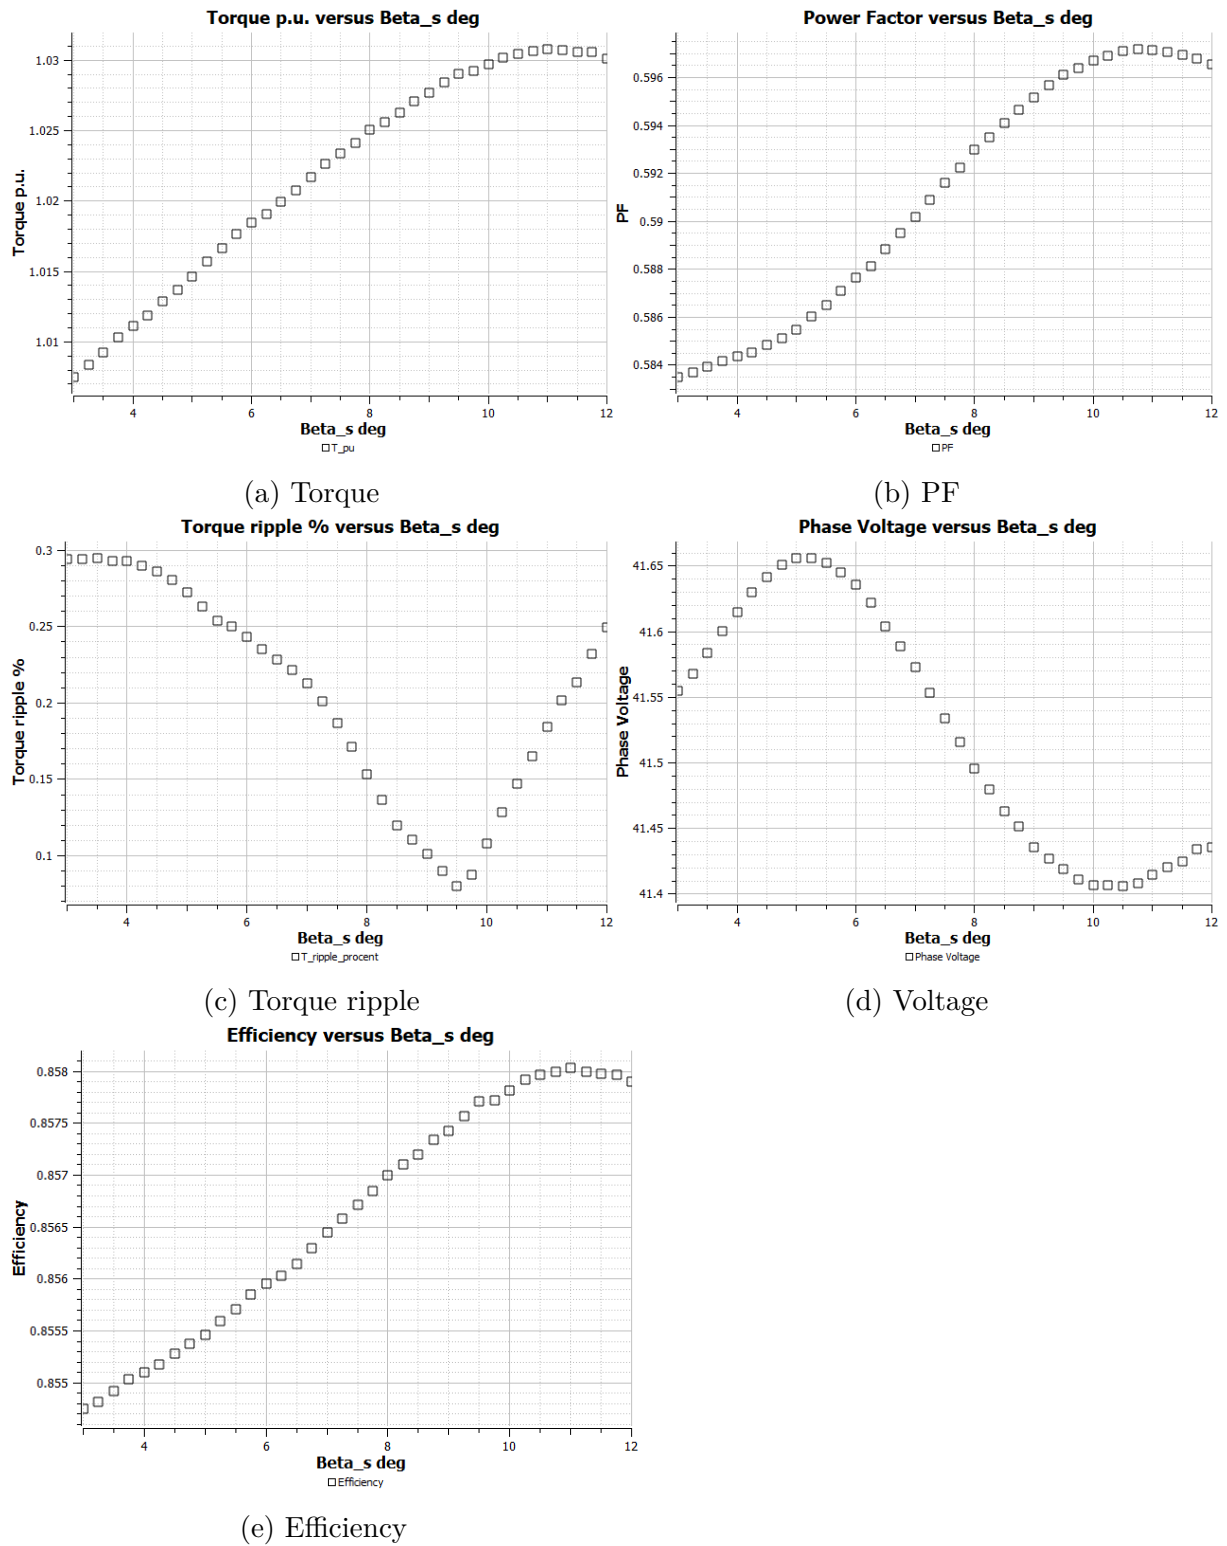 Torque p.u. versus Beta_s deg
Torque p.u.
1.03
1.025
1.02
1.015
1.01
4 6 8 10 12
Beta_s deg
T_pu
(a) Torque
Power Factor versus Beta_s deg
PF
0.596
0.594
0.592
0.59
0.588
0.586
0.584
4 6 8 10 12
Beta_s deg
PF
(b) PF
Torque ripple % versus Beta_s deg
Torque ripple %
0.3
0.25
0.2
0.15
0.1
4 6 8 10 12
Beta_s deg
T_ripple_procent
(c) Torque ripple
Phase Voltage versus Beta_s deg
Phase Voltage
41.65
41.6
41.55
41.5
41.45
41.4
4 6 8 10 12
Beta_s deg
Phase Voltage
(d) Voltage
Efficiency versus Beta_s deg
Efficiency
0.858
0.8575
0.857
0.8565
0.856
0.8555
0.855
4 6 8 10 12
Beta_s deg
Efficiency
(e) Efficiency